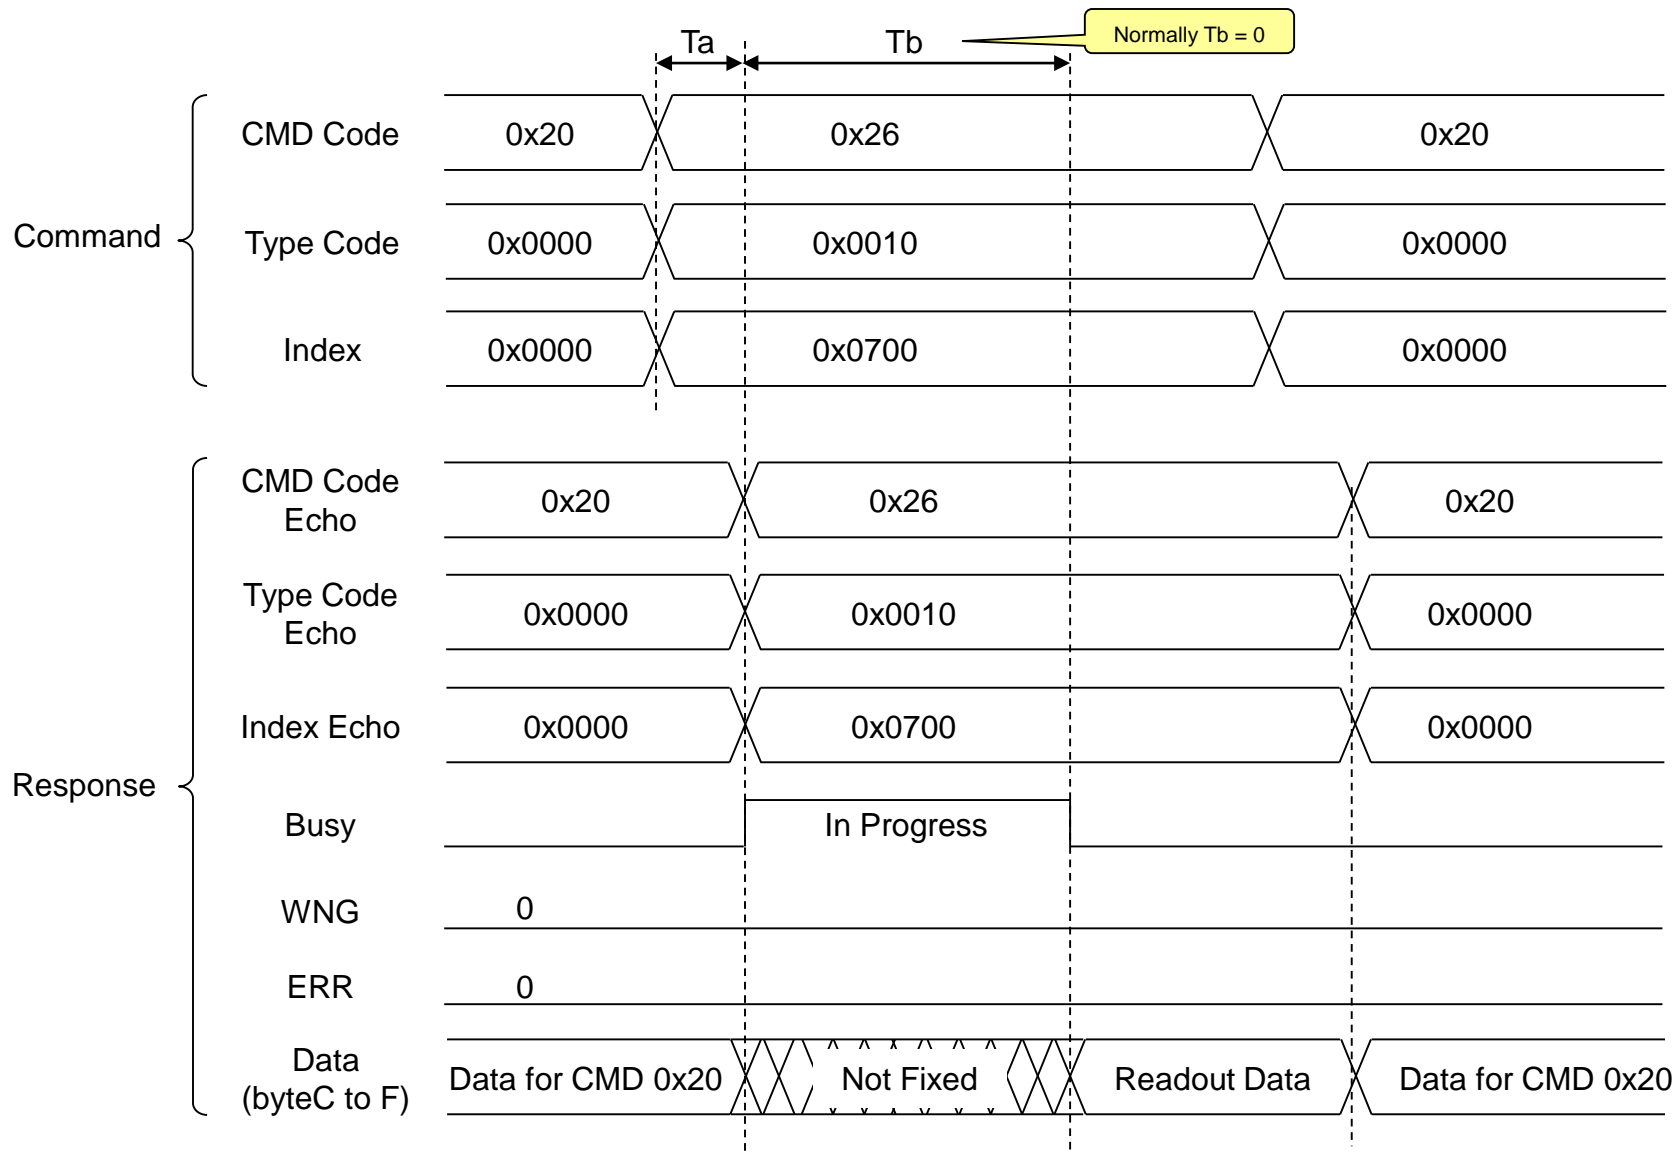 Ta
Tb
Normally Tb = 0
Command
CMD Code
0x20
0x26
0x20
Type Code
0x0000
0x0010
0x0000
Index
0x0000
0x0700
0x0000
Response
CMD Code
Echo
0x20
0x26
0x20
Type Code
Echo
0x0000
0x0010
0x0000
Index Echo
0x0000
0x0700
0x0000
Busy
In Progress
WNG
0
ERR
0
Data
(byteC to F)
Data for CMD 0x20
Not Fixed
Readout Data
Data for CMD 0x20